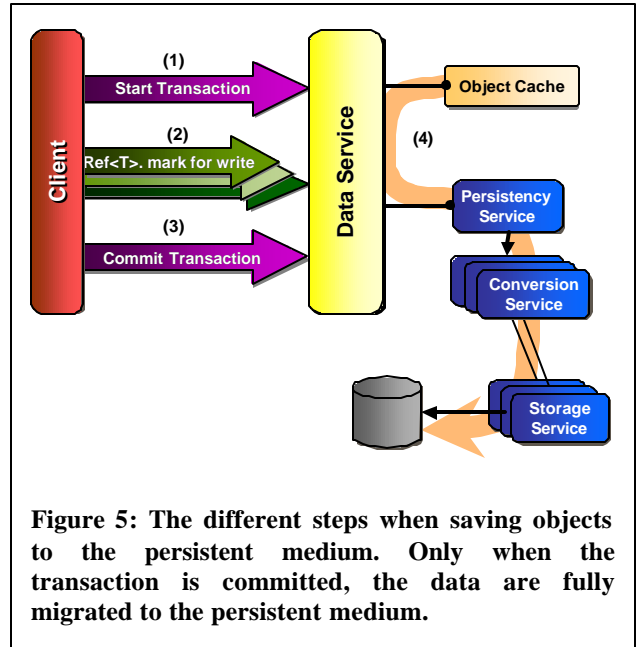 (1)
Start Transaction
(2)
Ref<T>. mark for write
(3)
Commit Transaction
Client
Data Service
Object Cache
(4)
Persistency
Service
Conversion
Service
Storage
Service
Figure 5: The different steps when saving objects
to the persistent medium. Only when the
transaction is committed, the data are fully
migrated to the persistent medium.